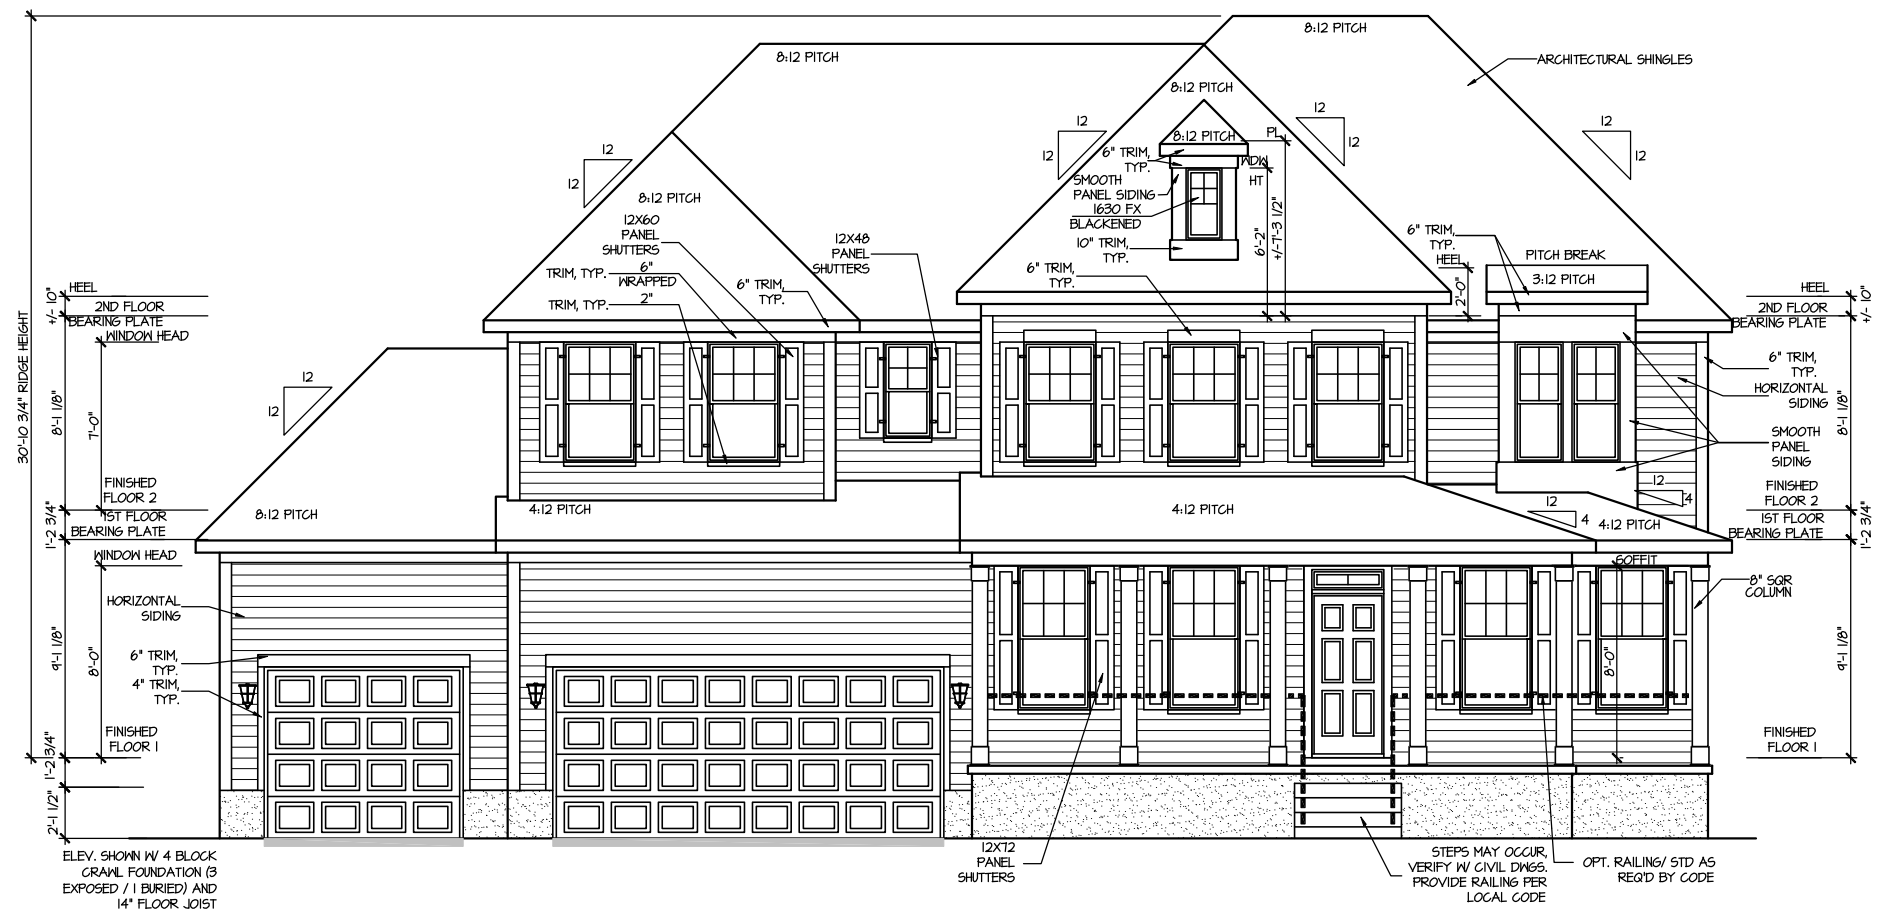 8:12 PITCH
8:12 PITCH
ARCHITECTURAL SHINGLES
8:12 PITCH
12
12
12
12
12
12
12
12
8:12 PITCH
PL
6" TRIM,
TYP.
WDW
HT
SMOOTH
PANEL SIDING
1630 FX
BLACKENED
10" TRIM,
TYP.
6'-2"
+/-7'-3 1/2"
12
12
8:12 PITCH
12X60
PANEL
SHUTTERS
12X48
PANEL
SHUTTERS
6"
TRIM, TYP.
WRAPPED
2"
TRIM, TYP.
6" TRIM,
TYP.
6" TRIM,
TYP.
6" TRIM,
TYP.
HEEL
2'-0"
PITCH BREAK
3:12 PITCH
30'-10 3/4" RIDGE HEIGHT
+/- 10"
HEEL
2ND FLOOR
BEARING PLATE
WINDOW HEAD
8'-1 1/8"
7'-0"
FINISHED
FLOOR 2
1ST FLOOR
BEARING PLATE
1'-2 3/4"
WINDOW HEAD
HORIZONTAL
SIDING
9'-1 1/8"
8'-0"
6" TRIM,
TYP.
4" TRIM,
TYP.
FINISHED
FLOOR 1
1'-2 3/4"
2'-1 1/2"
ELEV. SHOWN W/ 4 BLOCK
CRAWL FOUNDATION (3
EXPOSED / 1 BURIED) AND
14" FLOOR JOIST
12
12
8:12 PITCH
4:12 PITCH
4:12 PITCH
12
4
12
4
4:12 PITCH
SOFFIT
8'-0"
HEEL
2ND FLOOR
BEARING PLATE
+/- 10"
6" TRIM,
TYP.
HORIZONTAL
SIDING
8'-1 1/8"
SMOOTH
PANEL
SIDING
FINISHED
FLOOR 2
1ST FLOOR
BEARING PLATE
1'-2 3/4"
8" SQR
COLUMN
9'-1 1/8"
FINISHED
FLOOR 1
12X72
PANEL
SHUTTERS
STEPS MAY OCCUR,
VERIFY W/ CIVIL DWGS.
PROVIDE RAILING PER
LOCAL CODE
OPT. RAILING/ STD AS
REQ'D BY CODE